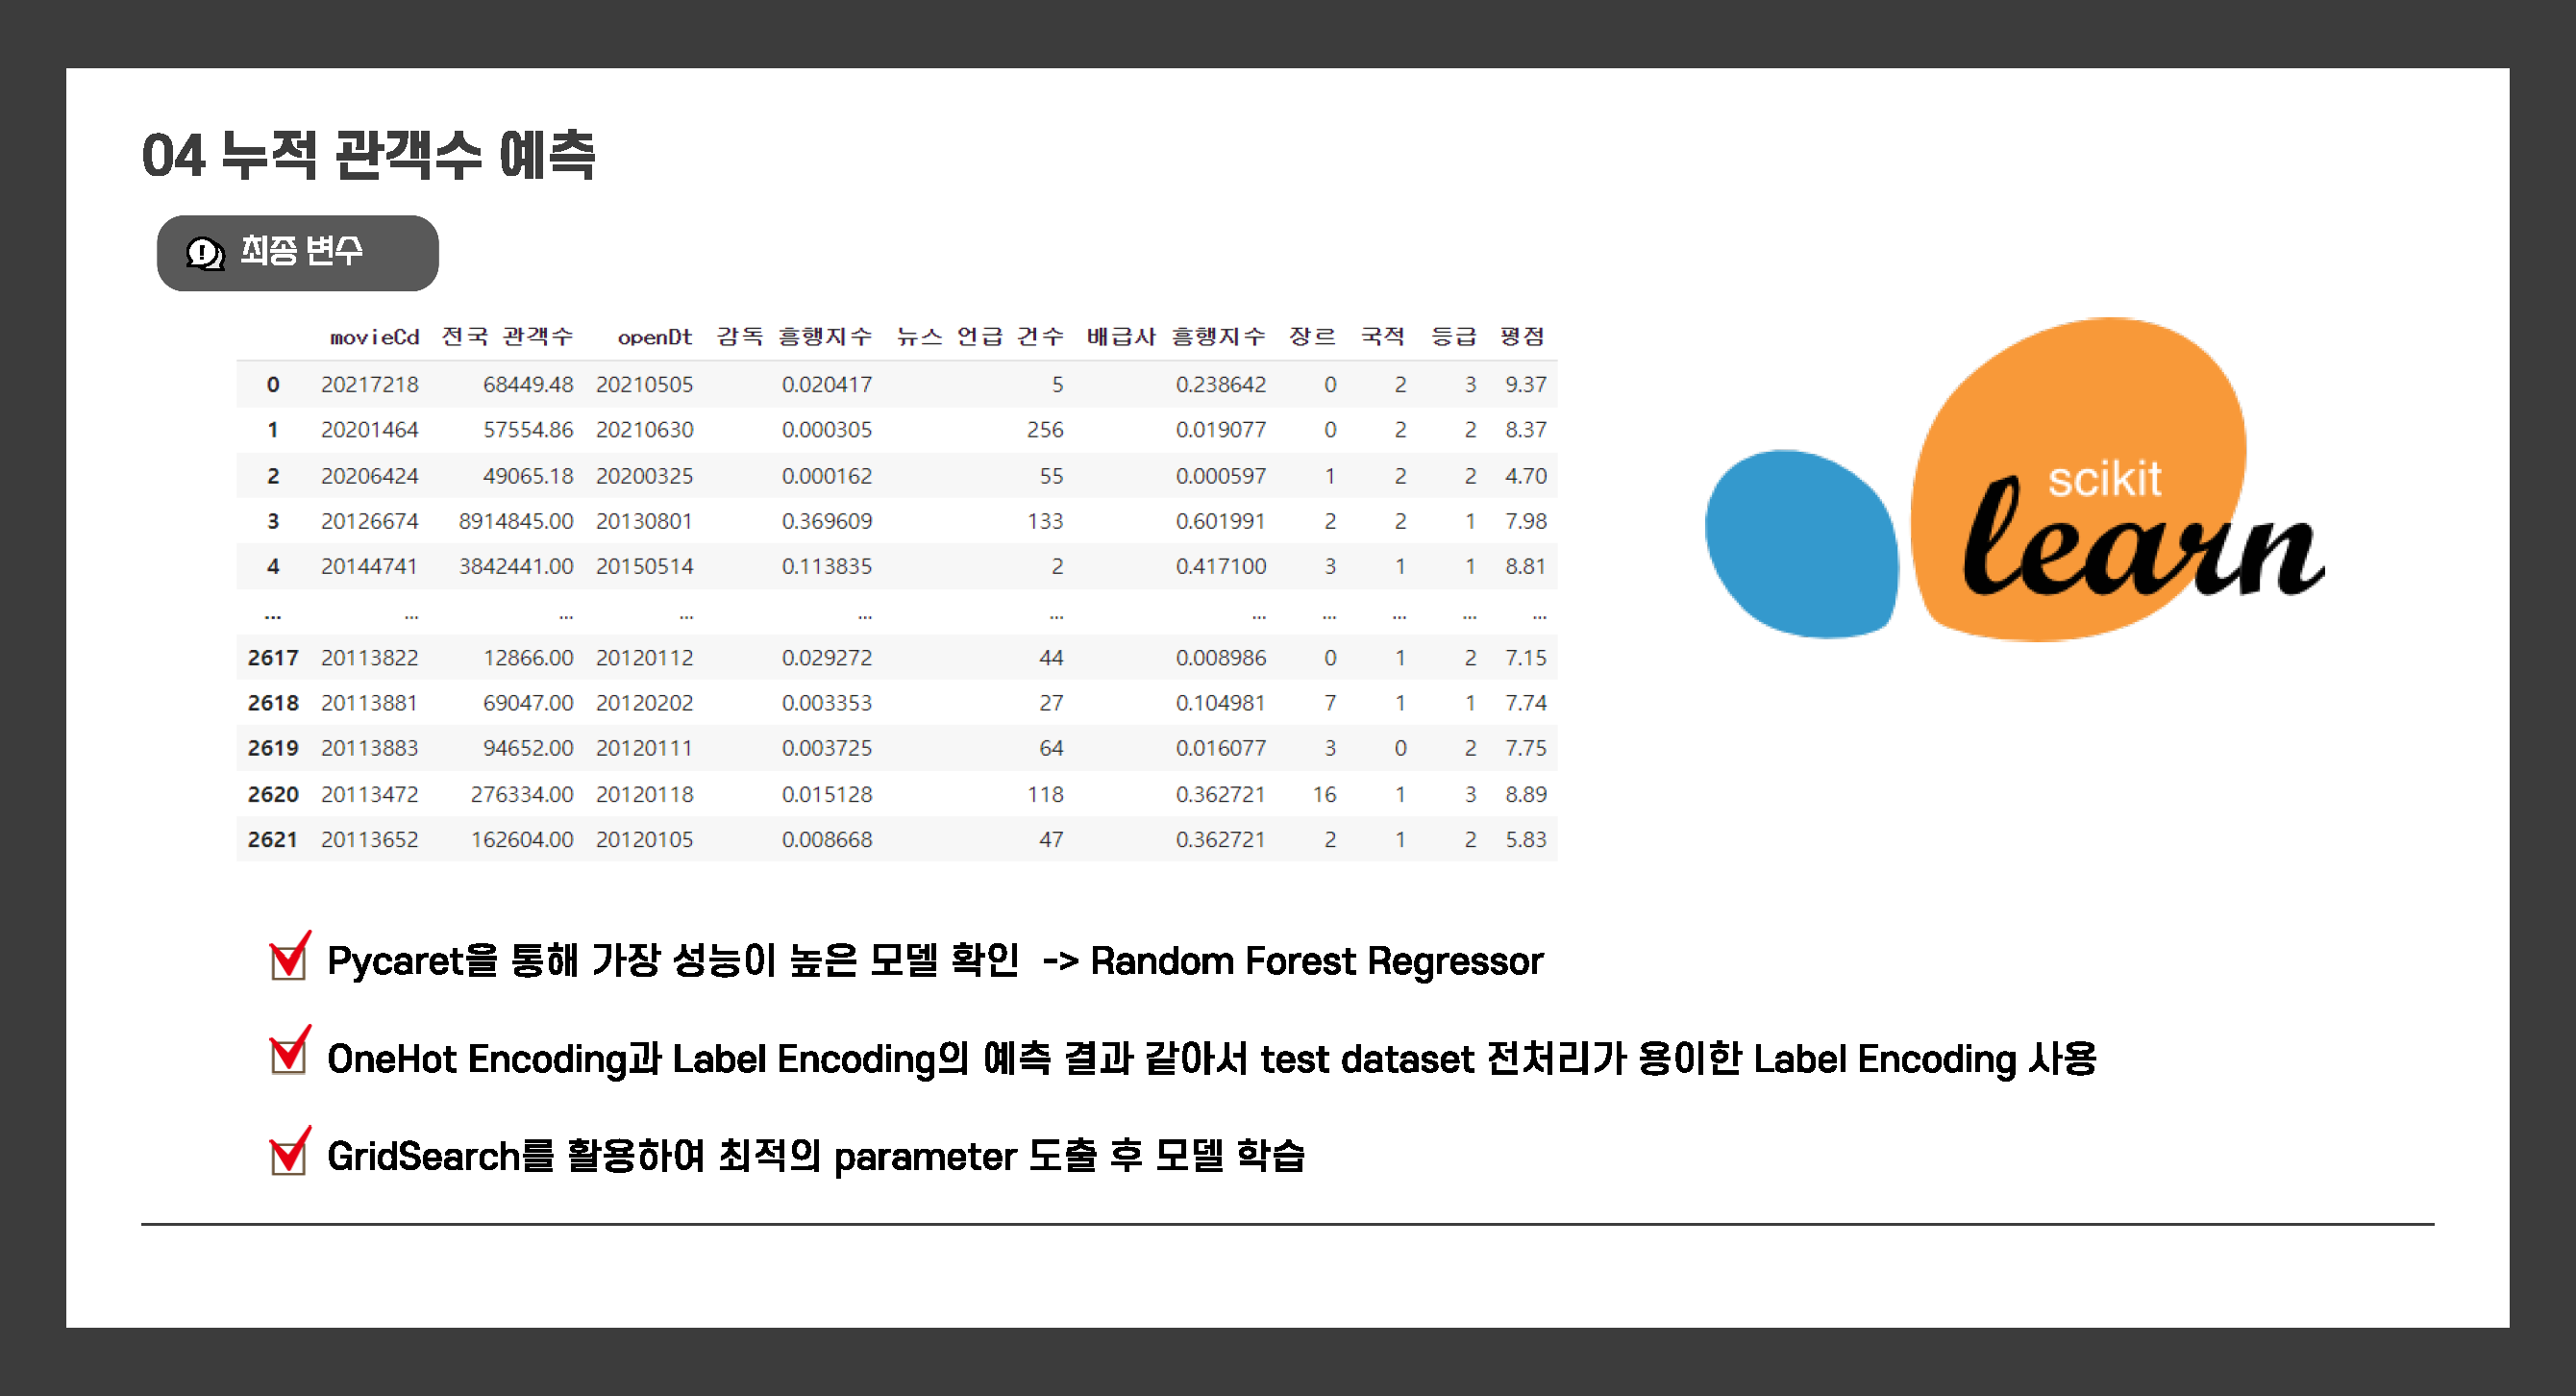 04 누적 관객수 예측
최종 변수
movieCd 전국 관객수 openDt 감독 흥행지수 뉴스 언급 건수 배급사 흥행지수 장르 국적 등급 평점
0 20217218 68449.48 20210505 0.020417 5 0.238642 0 2 3 9.37
1 20201464 57554.86 20210630 0.000305 256 0.019077 0 2 2 8.37
2 20206424 49065.18 20200325 0.000162 55 0.000597 1 2 2 4.70
3 20126674 8914845.00 20130801 0.369609 133 0.601991 2 2 1 7.98
4 20144741 3842441.00 20150514 0.113835 2 0.417100 3 1 1 8.81
... ... ... ... ... ... ... ... ... ... ...
2617 20113822 12866.00 20120112 0.029272 44 0.008986 0 1 2 7.15
2618 20113881 69047.00 20120202 0.003353 27 0.104981 7 1 1 7.74
2619 20113883 94652.00 20120111 0.003725 64 0.016077 3 0 2 7.75
2620 20113472 276334.00 20120118 0.015128 118 0.362721 16 1 3 8.89
2621 20113652 162604.00 20120105 0.008668 47 0.362721 2 1 2 5.83
scikit
learn
Pycaret을 통해 가장 성능이 높은 모델 확인 -> Random Forest Regressor
OneHot Encoding과 Label Encoding의 예측 결과 같아서 test dataset 전처리가 용이한 Label Encoding 사용
GridSearch를 활용하여 최적의 parameter 도출 후 모델 학습